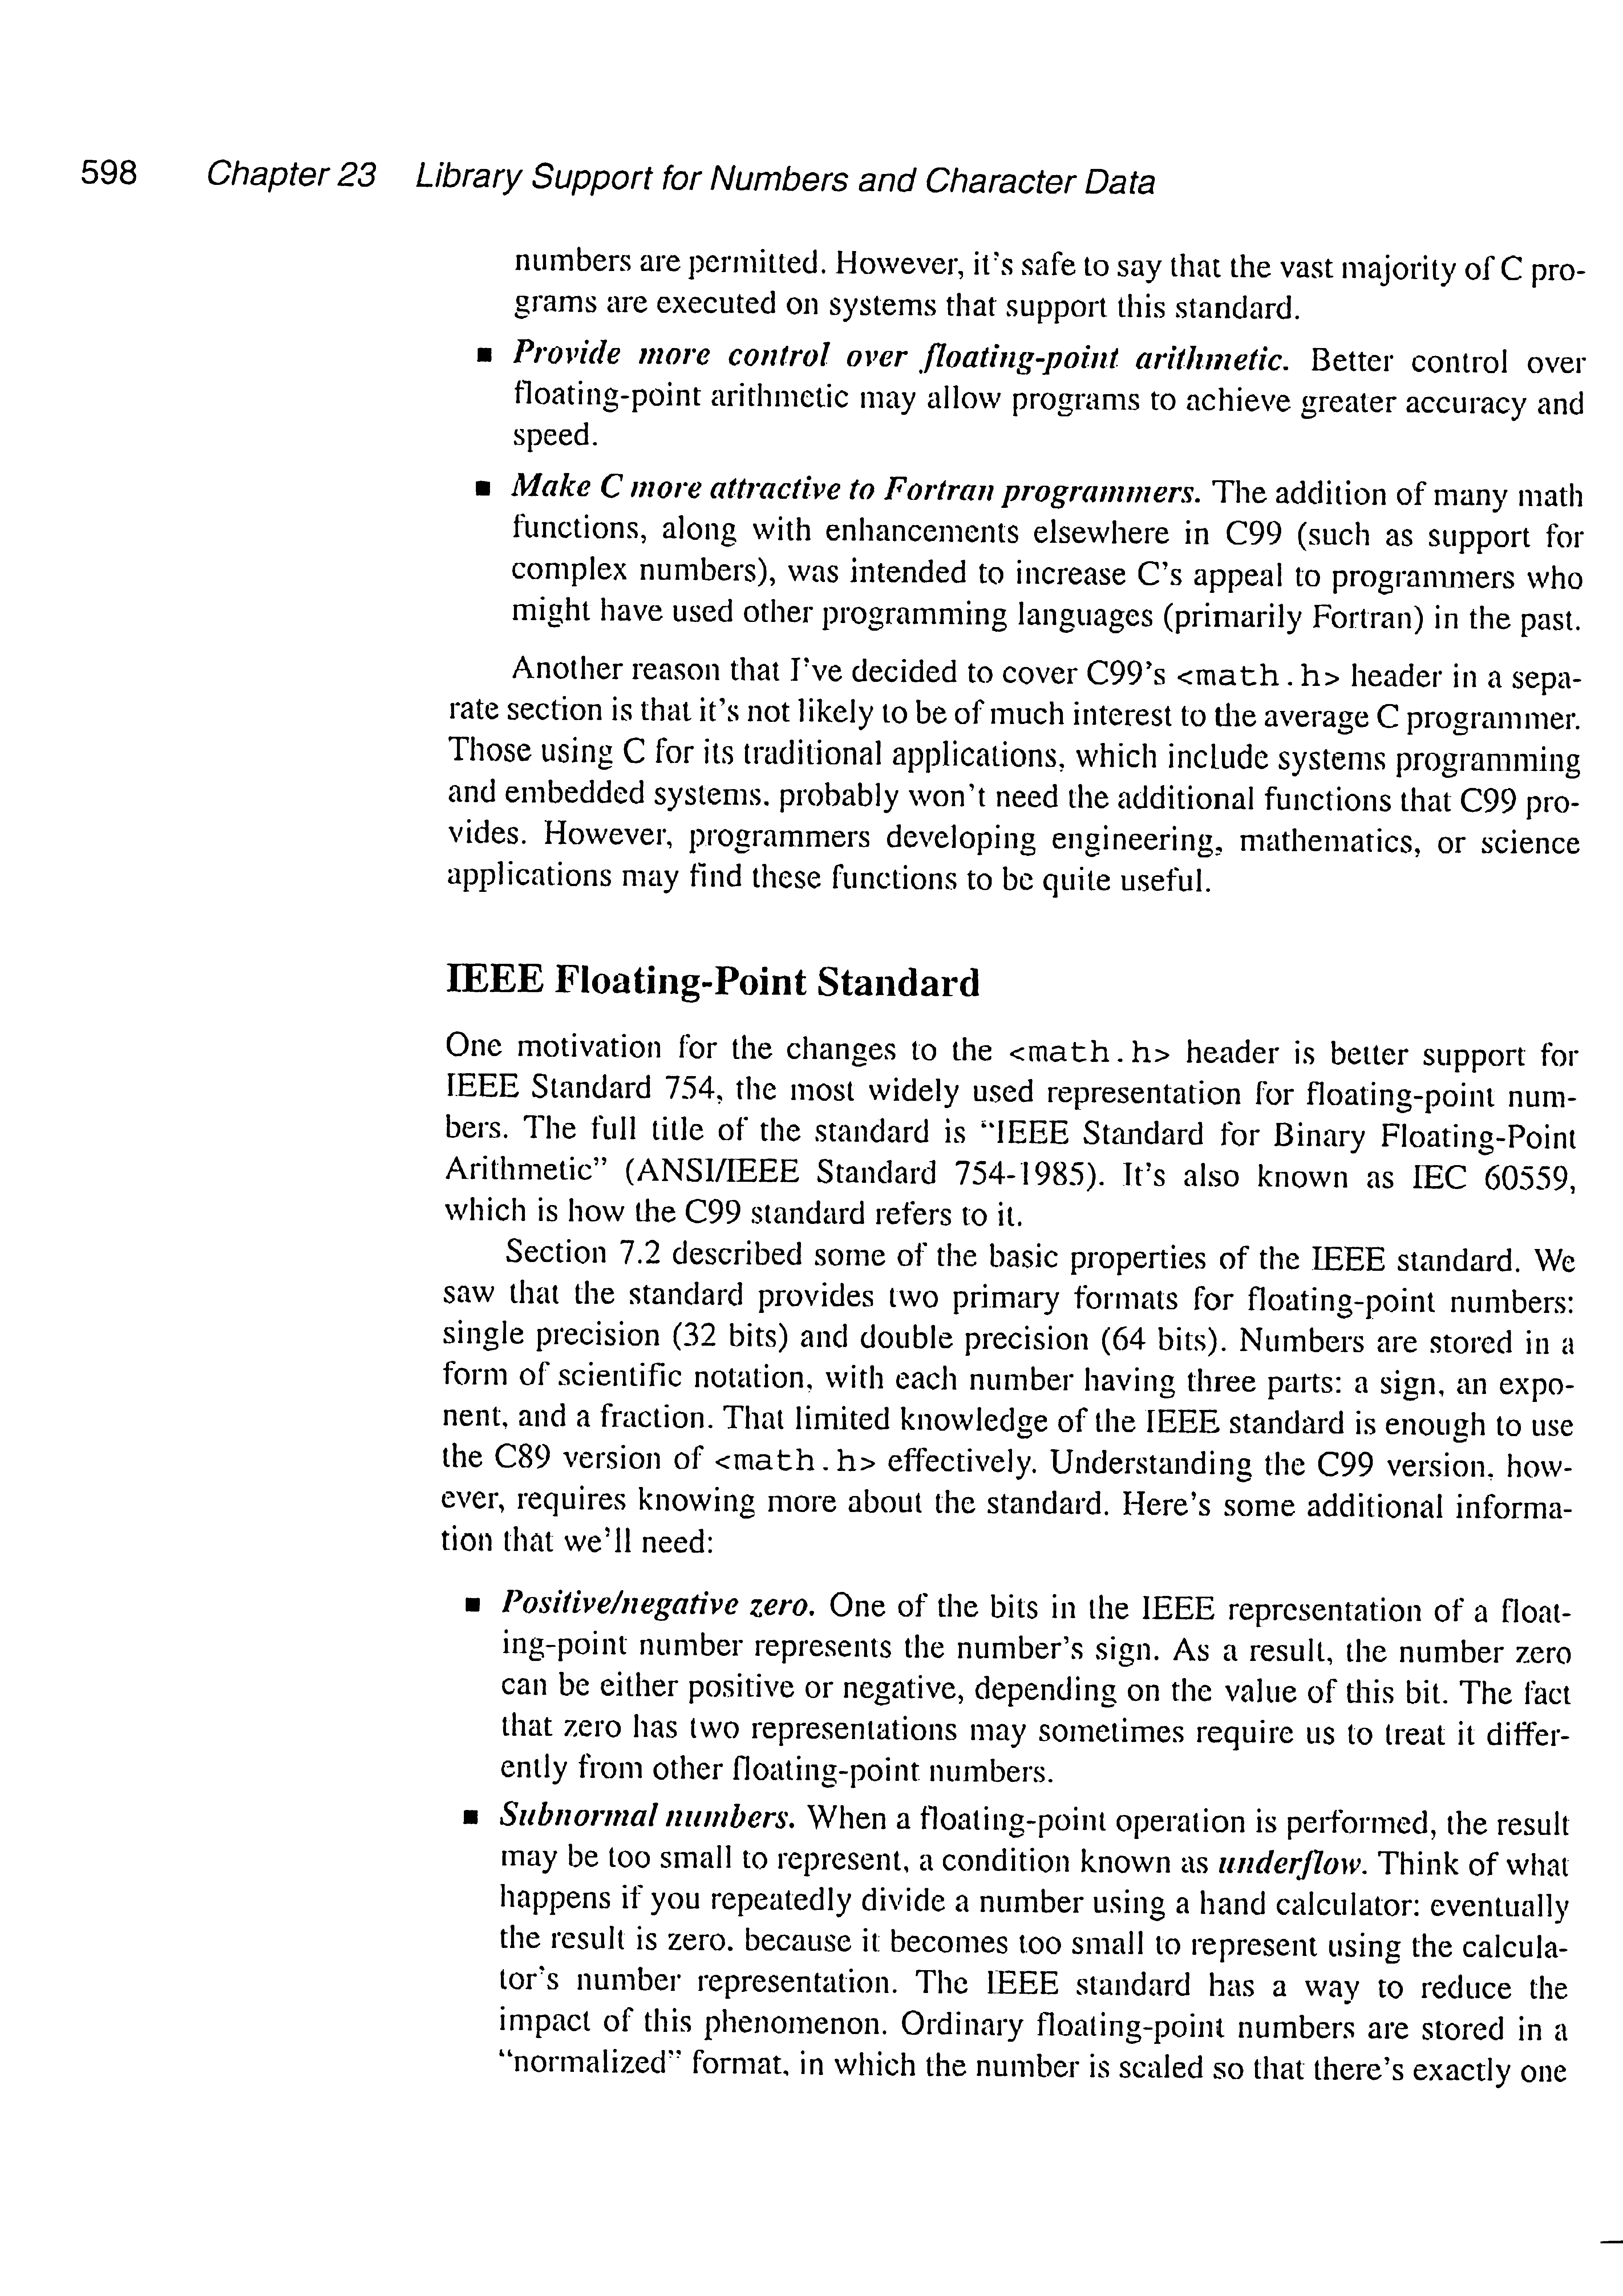 598 Chapter 23 Library Support for Numbers and Character Data
numbers are permitted. However, it's safe to say that the vast majority of C pro-
grams are executed on systems that support this standard.
■ Provide more control over floating-point arithmetic. Better control over
floating-point arithmetic may allow programs to achieve greater accuracy and
speed.
■ Make C more attractive to Fortran programmers. The addition of many math
functions, along with enhancements elsewhere in C99 (such as support for
complex numbers), was intended to increase C's appeal to programmers who
might have used other programming languages (primarily Fortran) in the past.
Another reason that I've decided to cover C99's <math.h> header in a sepa-
rate section is that it's not likely to be of much interest to the average C programmer.
Those using C for its traditional applications, which include systems programming
and embedded systems. probably won't need the additional functions that C99 pro-
vides. However, programmers developing engineering, mathematics, or science
applications may find these functions to be quite useful.
IEEE Floating-Point Standard
One motivation for the changes to the <math.h> header is better support for
IEEE Standard 754, the most widely used representation for floating-point num-
bers. The full title of the standard is "IEEE Standard for Binary Floating-Point
Arithmetic" (ANSI/IEEE Standard 754-1985). It's also known as IEC 60559,
which is how the C99 standard refers to it.
Section 7.2 described some of the basic properties of the IEEE standard. We
saw that the standard provides two primary formats for floating-point numbers:
single precision (32 bits) and double precision (64 bits). Numbers are stored in a
form of scientific notation, with each number having three parts: a sign, an expo-
nent, and a fraction. That limited knowledge of the IEEE standard is enough to use
the C89 version of <math.h> effectively. Understanding the C99 version, how-
ever, requires knowing more about the standard. Here's some additional informa-
tion that we'll need:
■ Positive/negative zero. One of the bits in the IEEE representation of a float-
ing-point number represents the number's sign. As a result, the number zero
can be either positive or negative, depending on the value of this bit. The fact
that zero has two representations may sometimes require us to treat it differ-
ently from other floating-point numbers.
■ Subnormal numbers. When a floating-point operation is performed, the result
may be too small to represent, a condition known as underflow. Think of what
happens if you repeatedly divide a number using a hand calculator: eventually
the result is zero. because it becomes too small to represent using the calcula-
tor's number representation. The IEEE standard has a way to reduce the
impact of this phenomenon. Ordinary floating-point numbers are stored in a
"normalized" format, in which the number is scaled so that there's exactly one